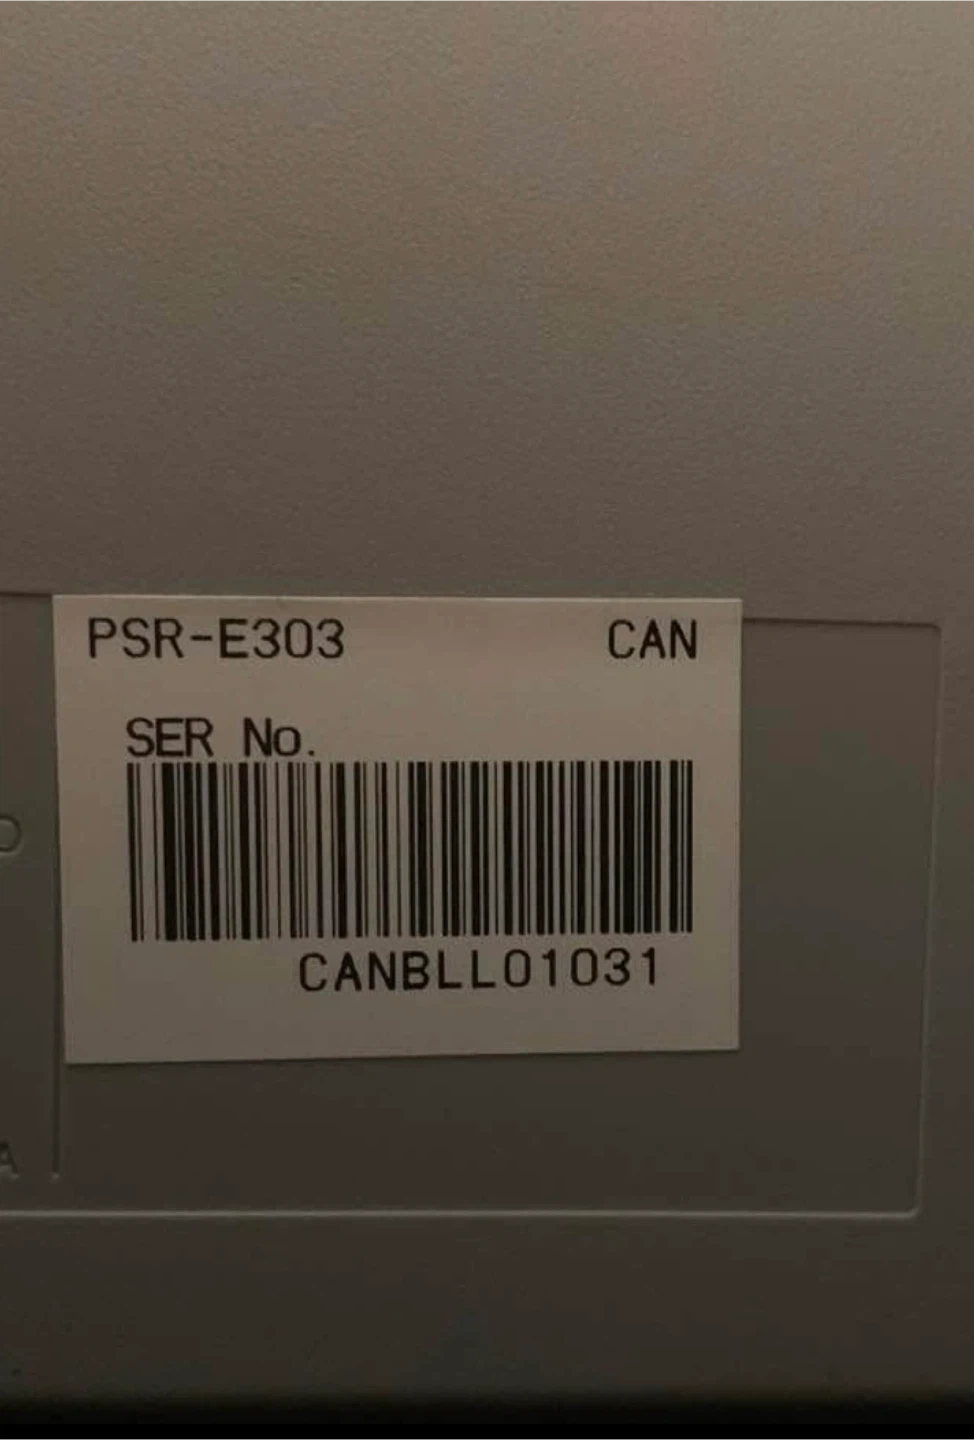 PSR-E303 CAN
SER No.
CANBLL01031